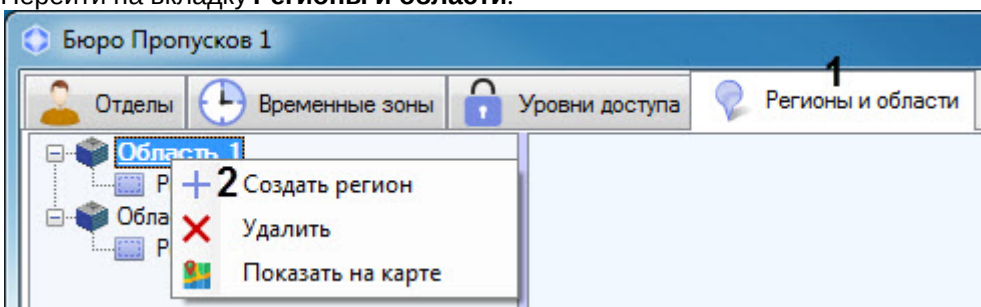 Перейти на вкладку Регионы и области.
Бюро Пропусков 1
1
Отделы Временные зоны Уровни доступа Регионы и области
Область 1
2 Создать регион
Удалить
Показать на карте